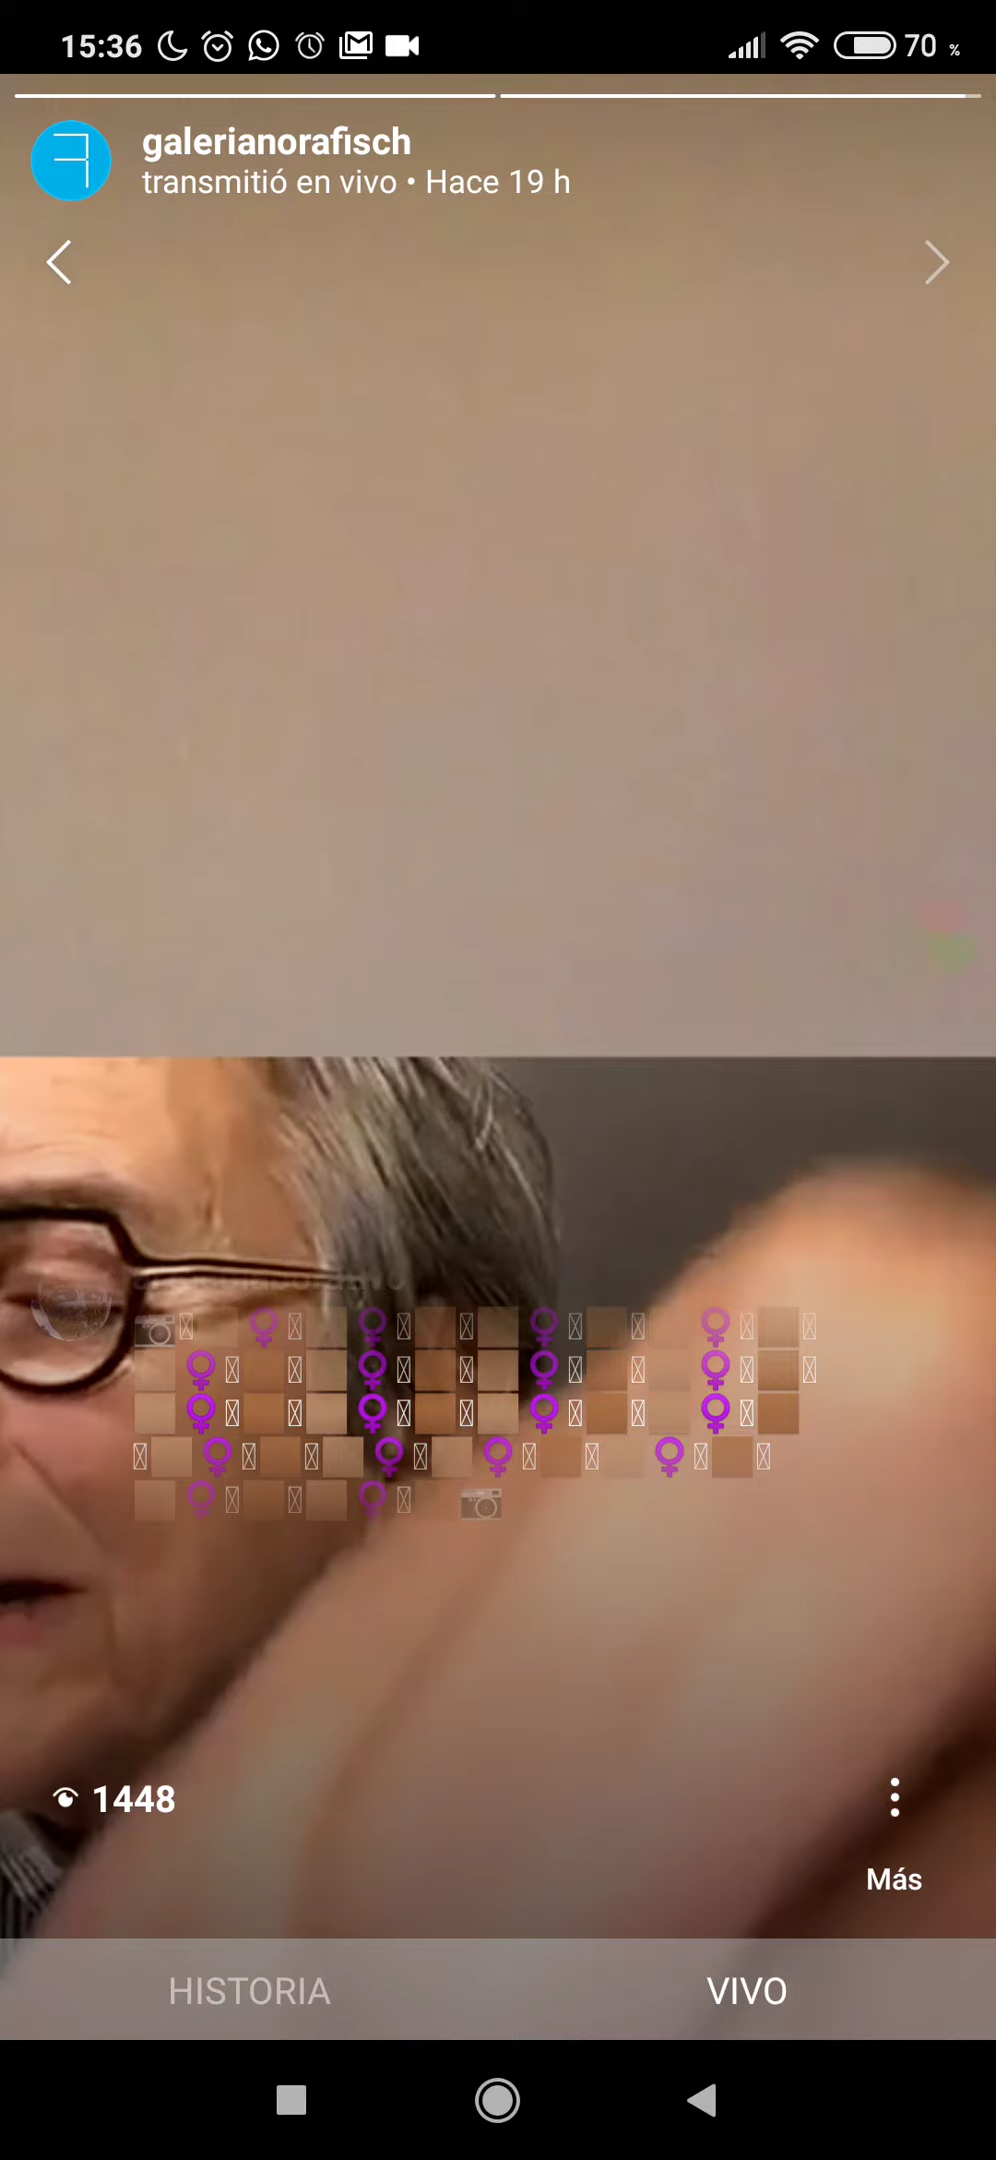 15:36 70 %
galerianorafisch
transmitió en vivo • Hace 19 h
1448
Más
HISTORIA VIVO